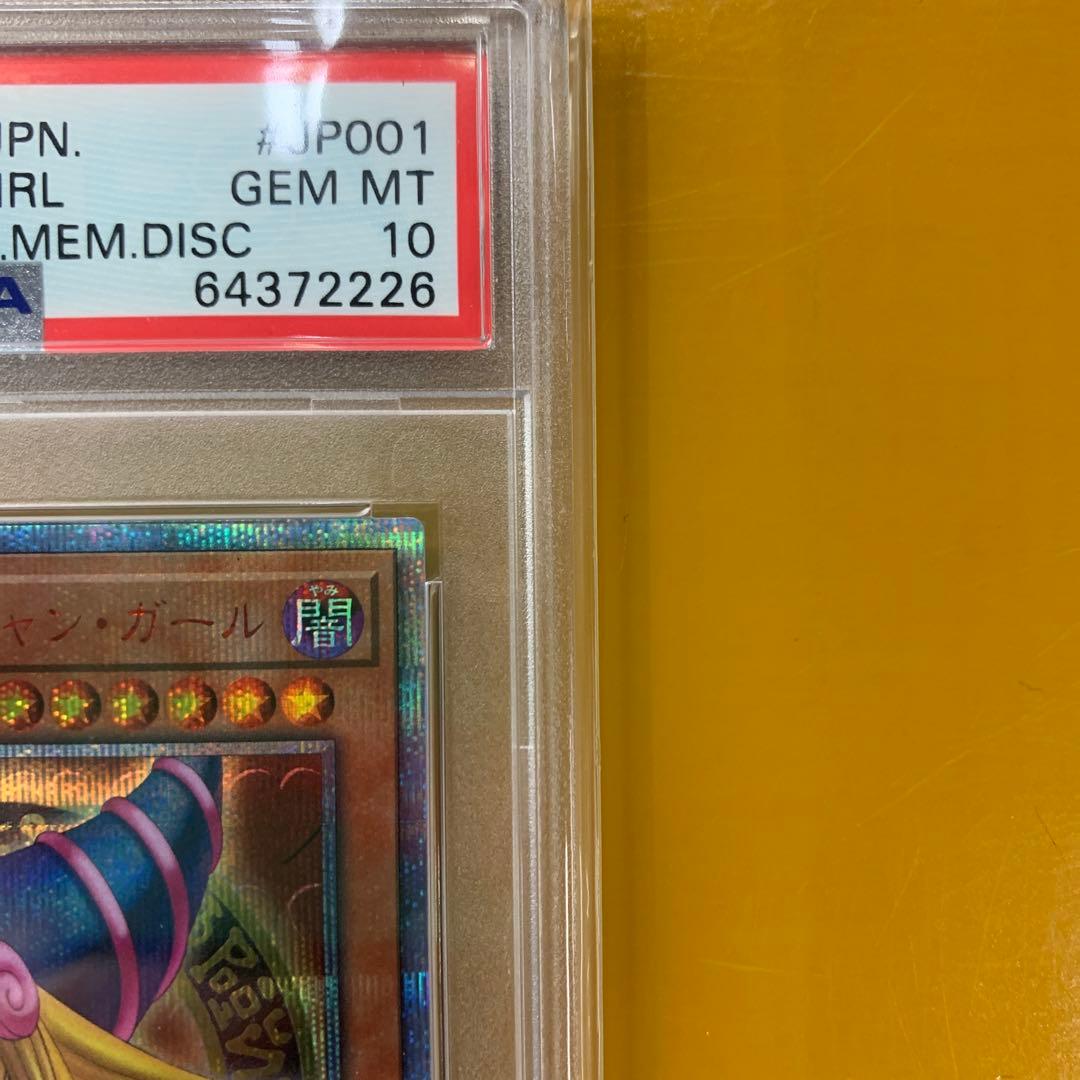 JPN. #JP001
IRL GEM MT
.MEM.DISC 10
A 64372226
ャン・ガール
やみ
闇